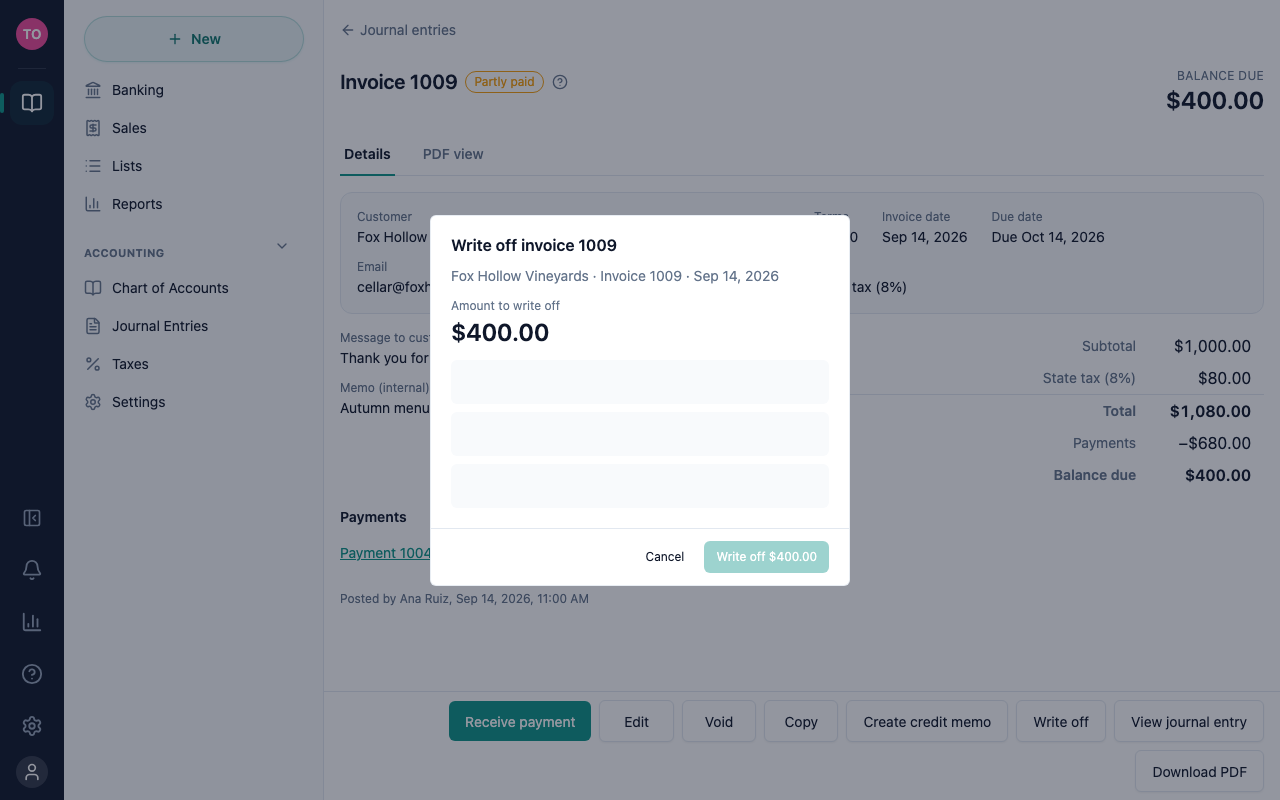 TO
New
Banking
Sales
Lists
Reports
ACCOUNTING
Chart of Accounts
Journal Entries
Taxes
Settings
Journal entries
Invoice 1009
Partly paid
BALANCE DUE
$400.00
Details
PDF view
Customer
Invoice date
Due date
Fox Hollow
Sep 14, 2026
Due Oct 14, 2026
Email
tax (8%)
Message to
Thank you for
Memo (internal)
Autumn menu
Subtotal
$1,000.00
State tax (8%)
$80.00
Total
$1,080.00
Payments
–$680.00
Balance due
$400.00
Payments
Payment 1004
Posted by Ana Ruiz, Sep 14, 2026, 11:00 AM
Write off invoice 1009
Fox Hollow Vineyards · Invoice 1009 · Sep 14, 2026
Amount to write off
$400.00
Cancel
Write off $400.00
Receive payment
Edit
Void
Copy
Create credit memo
Write off
View journal entry
Download PDF